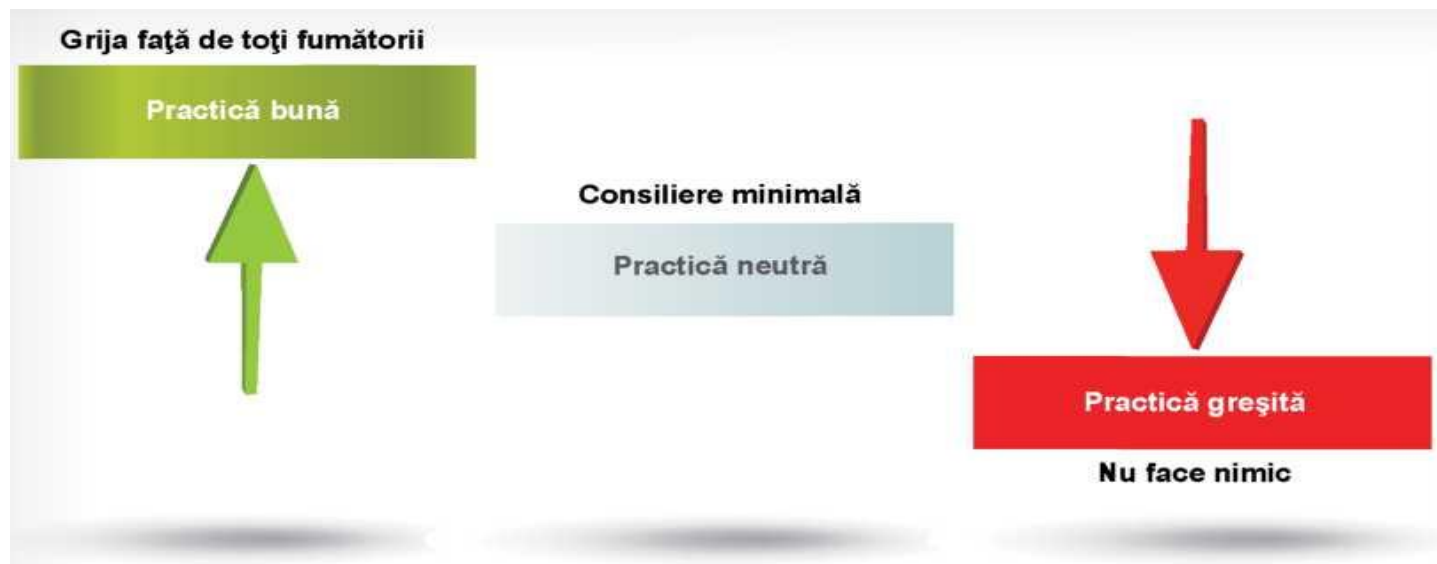 Grija faţă de toţi fumătorii
Practică bună
Consiliere minimală
Practică neutră
Practică greşită
Nu face nimic